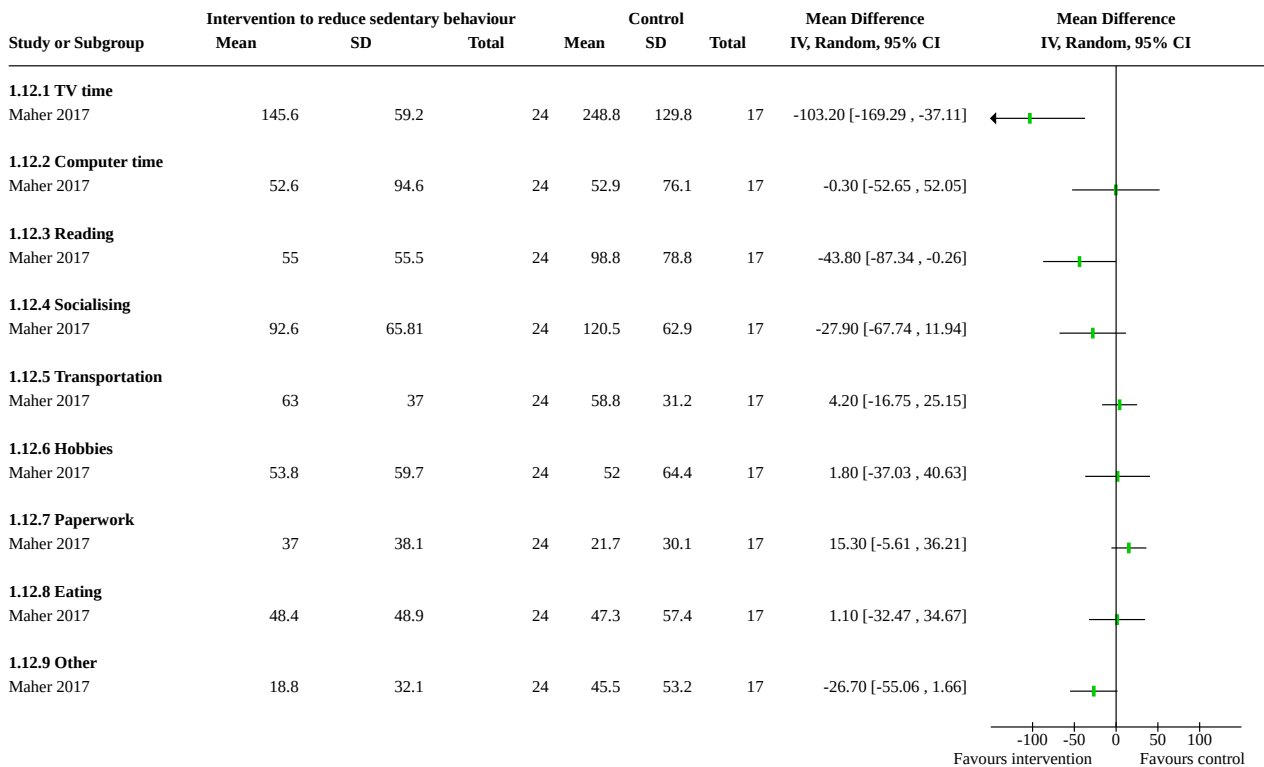 Intervention to reduce sedentary behaviour Control Mean Difference Mean Difference
Study or Subgroup Mean SD Total Mean SD Total IV, Random, 95% CI IV, Random, 95% CI
1.12.1 TV time
Maher 2017 145.6 59.2 24 248.8 129.8 17 -103.20 [-169.29 , -37.11]
1.12.2 Computer time
Maher 2017 52.6 94.6 24 52.9 76.1 17 -0.30 [-52.65 , 52.05]
1.12.3 Reading
Maher 2017 55 55.5 24 98.8 78.8 17 -43.80 [-87.34 , -0.26]
1.12.4 Socialising
Maher 2017 92.6 65.81 24 120.5 62.9 17 -27.90 [-67.74 , 11.94]
1.12.5 Transportation
Maher 2017 63 37 24 58.8 31.2 17 4.20 [-16.75 , 25.15]
1.12.6 Hobbies
Maher 2017 53.8 59.7 24 52 64.4 17 1.80 [-37.03 , 40.63]
1.12.7 Paperwork
Maher 2017 37 38.1 24 21.7 30.1 17 15.30 [-5.61 , 36.21]
1.12.8 Eating
Maher 2017 48.4 48.9 24 47.3 57.4 17 1.10 [-32.47 , 34.67]
1.12.9 Other
Maher 2017 18.8 32.1 24 45.5 53.2 17 -26.70 [-55.06 , 1.66]
-100 -50 0 50 100
Favours intervention Favours control